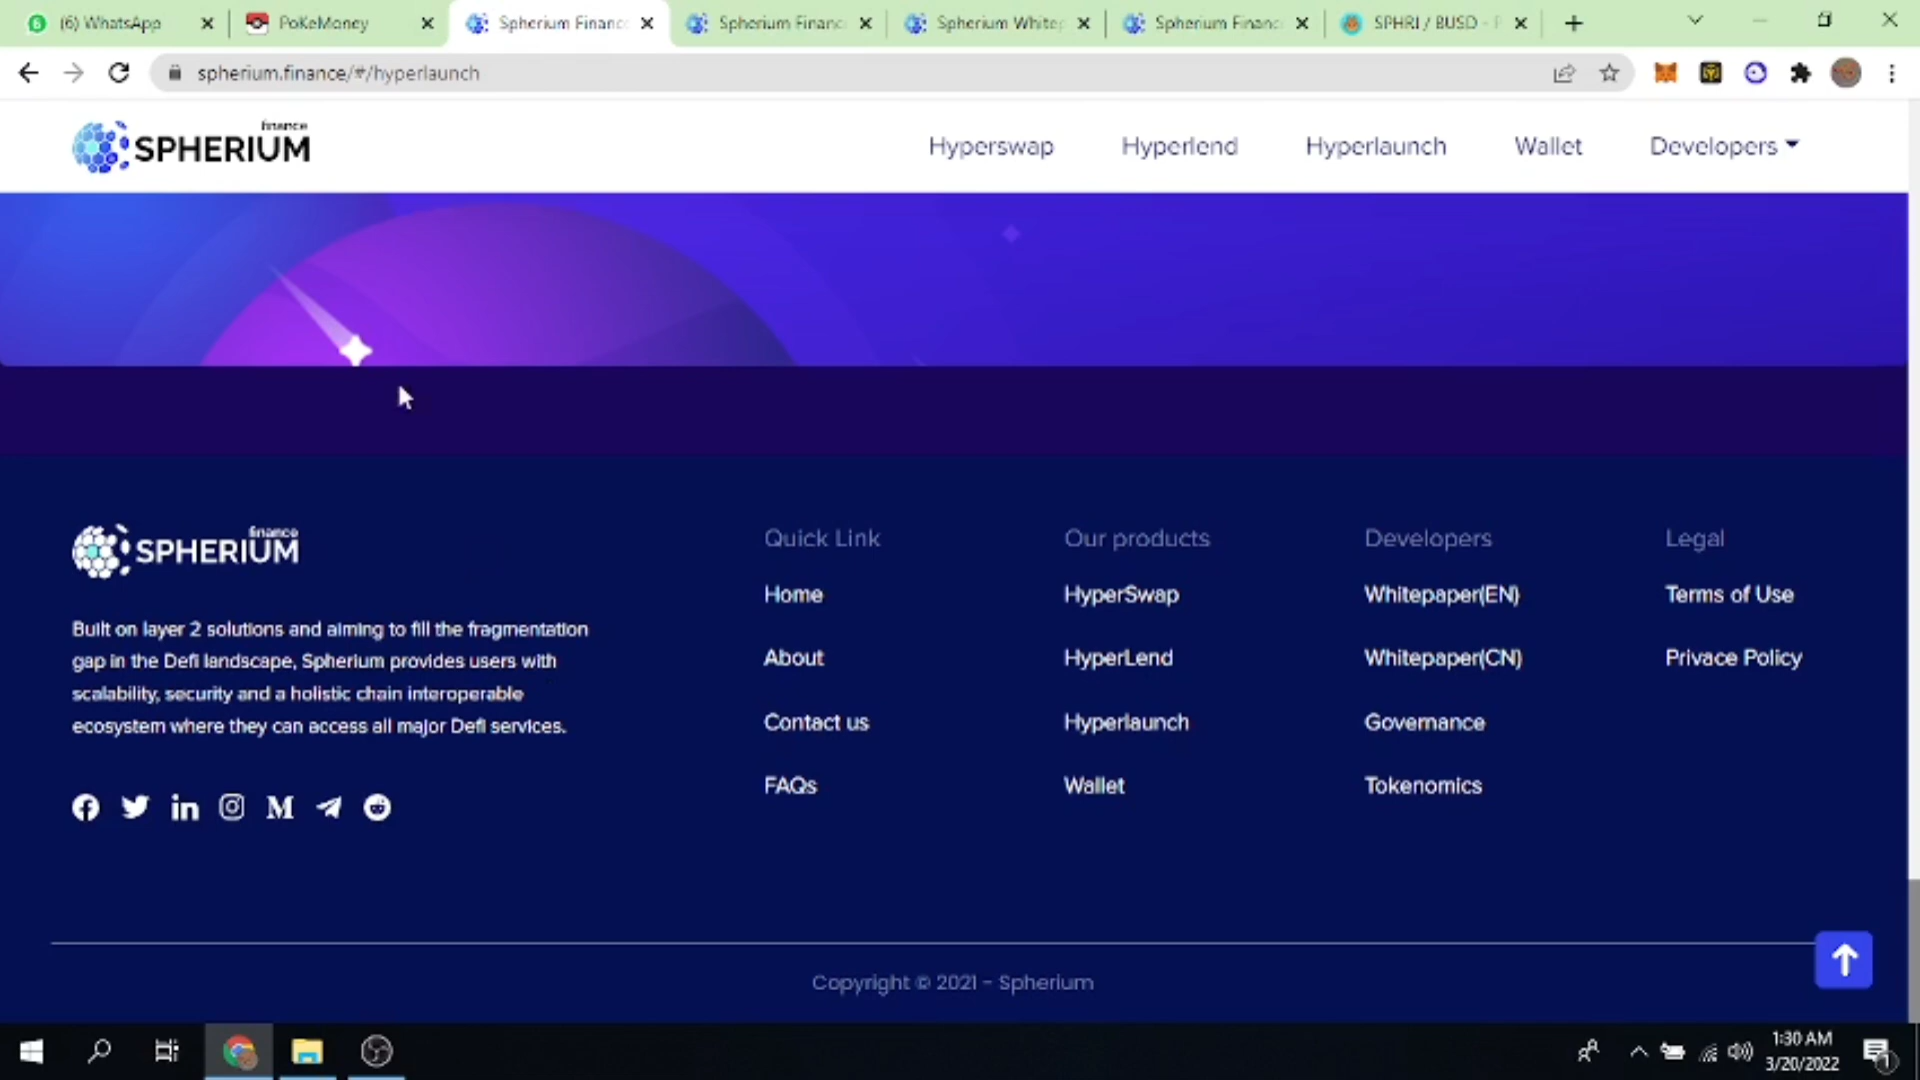 (6) WhatsApp
PoKeMoney
Spherium Financ
Spherium Financ
Spherium Whitep
Spherium Financ
SPHRI / BUSD - P
spherium.finance/#/hyperlaunch
finance
SPHERIUM
Hyperswap
Hyperlend
Hyperlaunch
Wallet
Developers
finance
SPHERIUM
Built on layer 2 solutions and aiming to fill the fragmentation
gap in the Defi landscape, Spherium provides users with
scalability, security and a holistic chain interoperable
ecosystem where they can access all major Defi services.
Quick Link
Home
About
Contact us
FAQs
Our products
HyperSwap
HyperLend
Hyperlaunch
Wallet
Developers
Whitepaper(EN)
Whitepaper(CN)
Governance
Tokenomics
Legal
Terms of Use
Privace Policy
Copyright © 2021 - Spherium
1:30 AM
3/20/2022
1